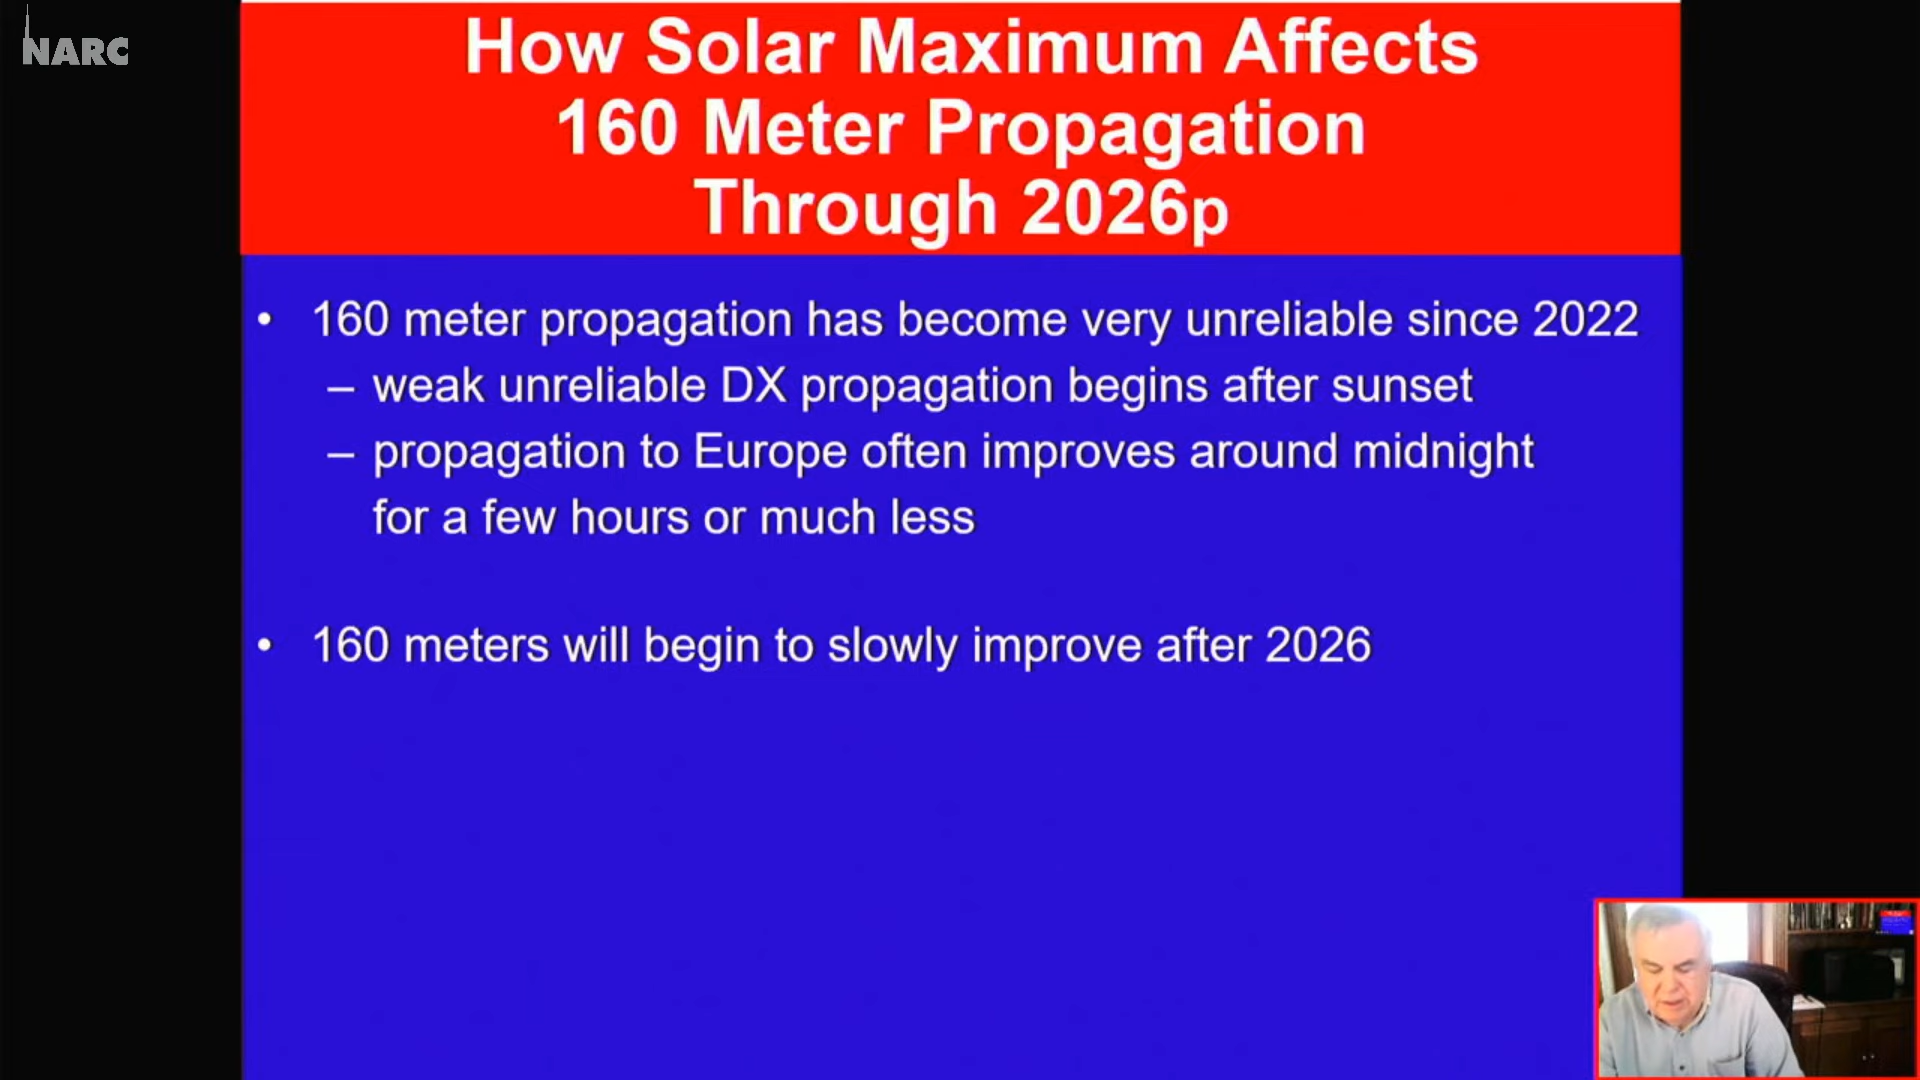 NARC
How Solar Maximum Affects
160 Meter Propagation
Through 2026p
• 160 meter propagation has become very unreliable since 2022
– weak unreliable DX propagation begins after sunset
– propagation to Europe often improves around midnight
for a few hours or much less
• 160 meters will begin to slowly improve after 2026